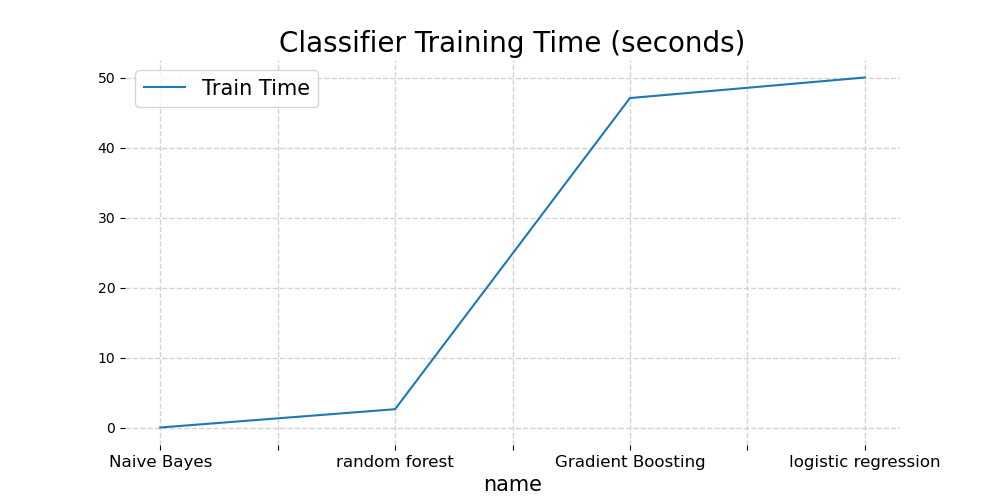 Classifier Training Time (seconds)
Train Time
50
40
30
20
10
0
Naive Bayes random forest Gradient Boosting logistic regression
name